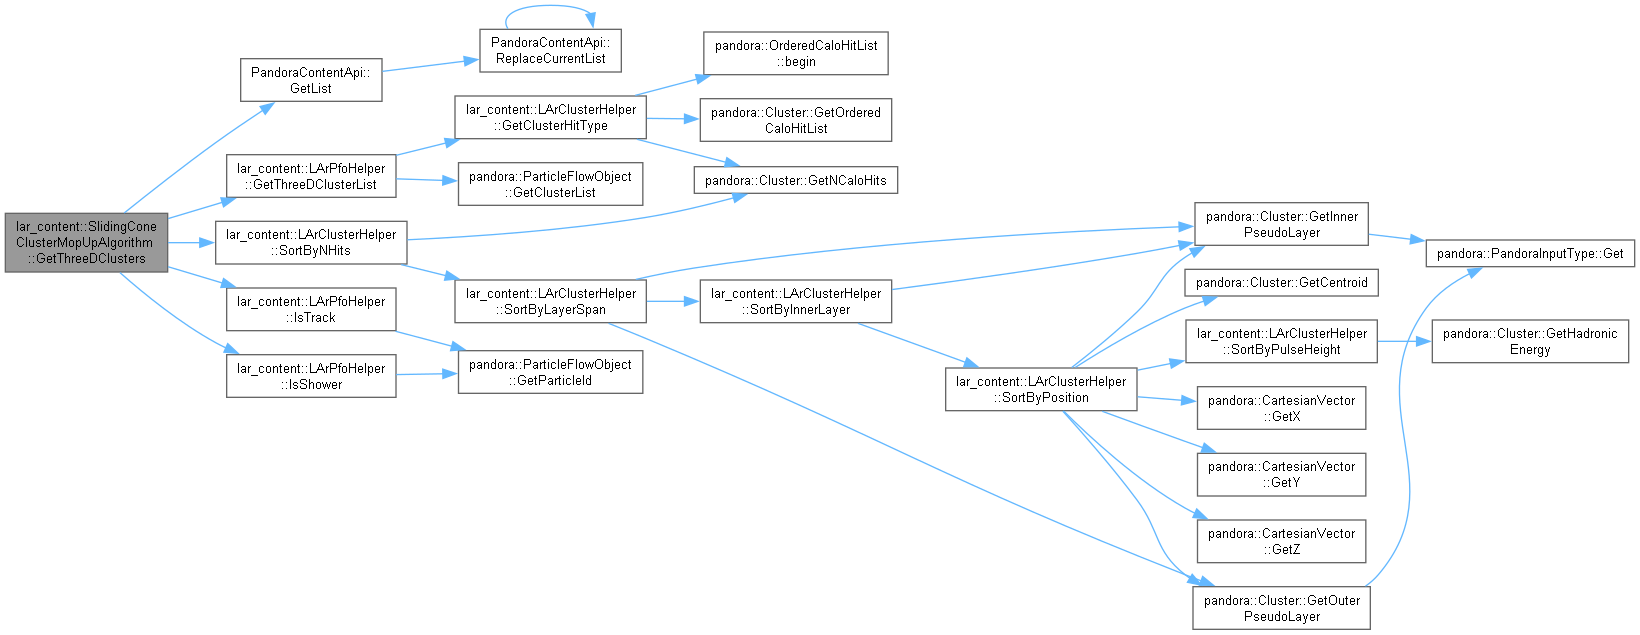 lar_content::SlidingCone
ClusterMopUpAlgorithm
::GetThreeDClusters
PandoraContentApi::
GetList
lar_content::LArPfoHelper
::GetThreeDClusterList
lar_content::LArClusterHelper
::SortByNHits
lar_content::LArPfoHelper
::IsTrack
lar_content::LArPfoHelper
::IsShower
PandoraContentApi::
ReplaceCurrentList
lar_content::LArClusterHelper
::GetClusterHitType
pandora::ParticleFlowObject
::GetClusterList
lar_content::LArClusterHelper
::SortByLayerSpan
pandora::ParticleFlowObject
::GetParticleId
pandora::OrderedCaloHitList
::begin
pandora::Cluster::GetOrdered
CaloHitList
pandora::Cluster::GetNCaloHits
lar_content::LArClusterHelper
::SortByInnerLayer
lar_content::LArClusterHelper
::SortByPosition
pandora::Cluster::GetInner
PseudoLayer
pandora::Cluster::GetCentroid
lar_content::LArClusterHelper
::SortByPulseHeight
pandora::CartesianVector
::GetX
pandora::CartesianVector
::GetY
pandora::CartesianVector
::GetZ
pandora::Cluster::GetOuter
PseudoLayer
pandora::PandoraInputType::Get
pandora::Cluster::GetHadronic
Energy